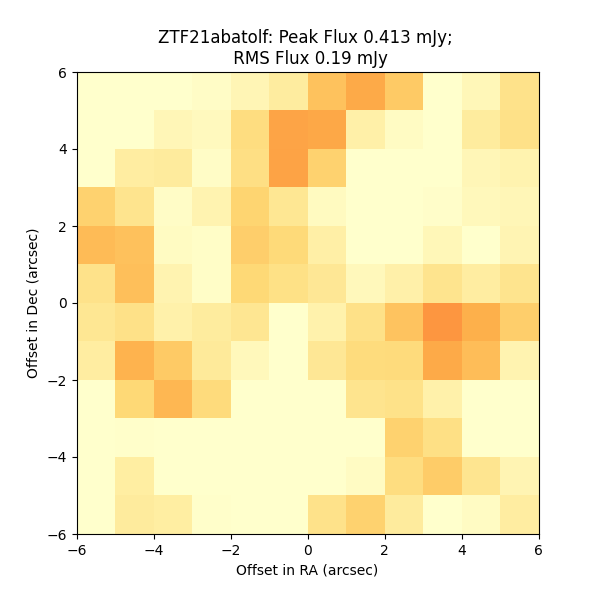 ZTF21abatolf: Peak Flux 0.413 mJy;
RMS Flux 0.19 mJy
6
4
2
0
−2
−4
−6
Offset in Dec (arcsec)
−6 −4 −2 0 2 4 6
Offset in RA (arcsec)